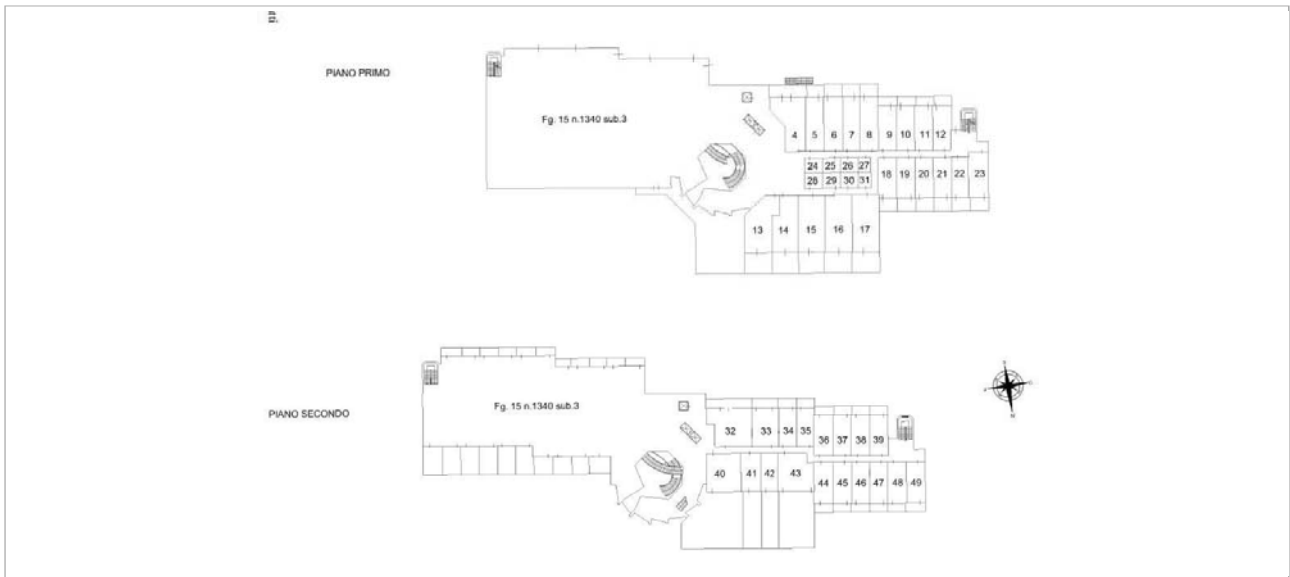 PIANO PRIMO
Fg. 15 n.1340 sub.3
4 5 6 7 8 9 10 11 12
24 25 26 27
28 29 30 31
18 19 20 21 22 23
13 14 15 16 17
PIANO SECONDO
Fg. 15 n.1340 sub.3
32 33 34 35 36 37 38 39
40 41 42 43 44 45 46 47 48 49
N